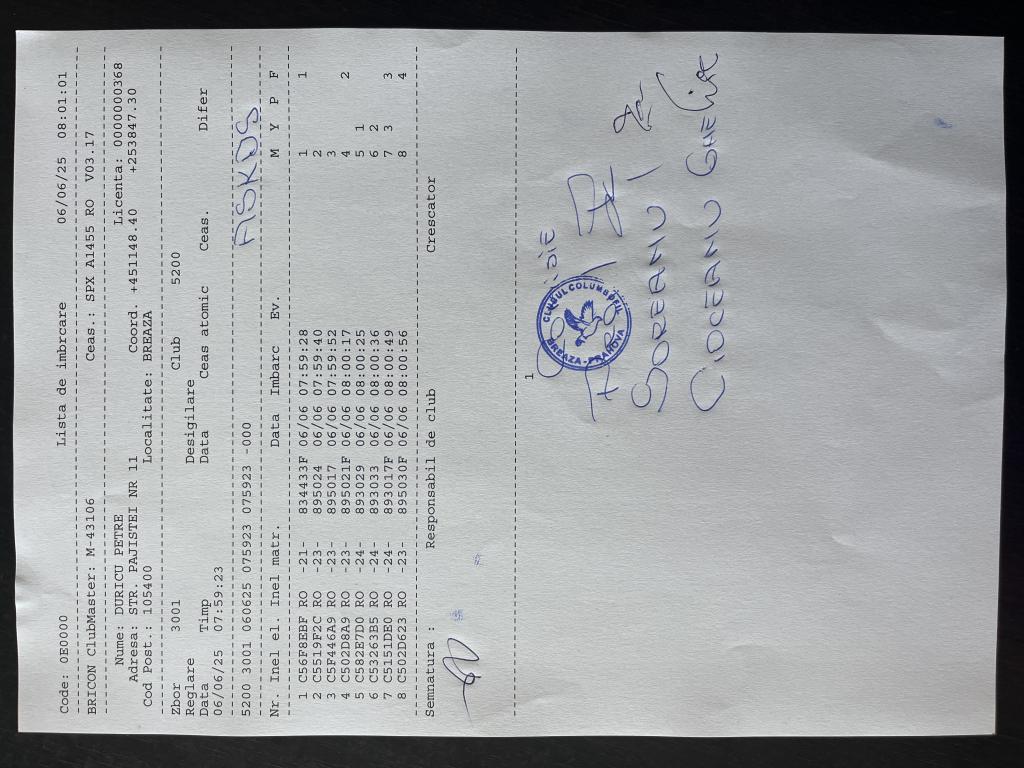 Code: 0E0000 Lista de imbrcare 06/06/25 08:01:01
BRICON ClubMaster: M-43106 Ceas.: SPX A1455 RO V03.17
Nume: DURICU PETRE Licenta: 0000000368
Adresa: STR. PAJISTEI NR 11 Coord. +451148.40 +253847.30
Cod Post.: 105400 Localitate: BREAZA
Zbor 3001 Club 5200
Reglare Desigilare
Data Timp Data Ceas atomic Ceas. Difer
06/06/25 07:59:23
5200 3001 060625 075923 075923 -000
Nr. Inel el. Inel matr. Data Imbarc Ev. M Y P F
1 C56F8EBF RO -21- 834433F 06/06 07:59:28 1 1
2 C5519F2C RO -23- 895024 06/06 07:59:40 2
3 C5F446A9 RO -23- 895017 06/06 07:59:52 3
4 C502D8A9 RO -23- 895021F 06/06 08:00:17 4 2
5 C582E7D0 RO -24- 893029 06/06 08:00:25 5 1
6 C53263B5 RO -24- 893033 06/06 08:00:36 6 2
7 C5151DE0 RO -24- 893017F 06/06 08:00:49 7 3 3
8 C502D623 RO -23- 895030F 06/06 08:00:56 8 4
Semnatura : Responsabil de club Crescator
1
CLUBUL COLUMBOFIL
BREAZA-PRAHOVA
SOREANU I
CIOCEANU GHE